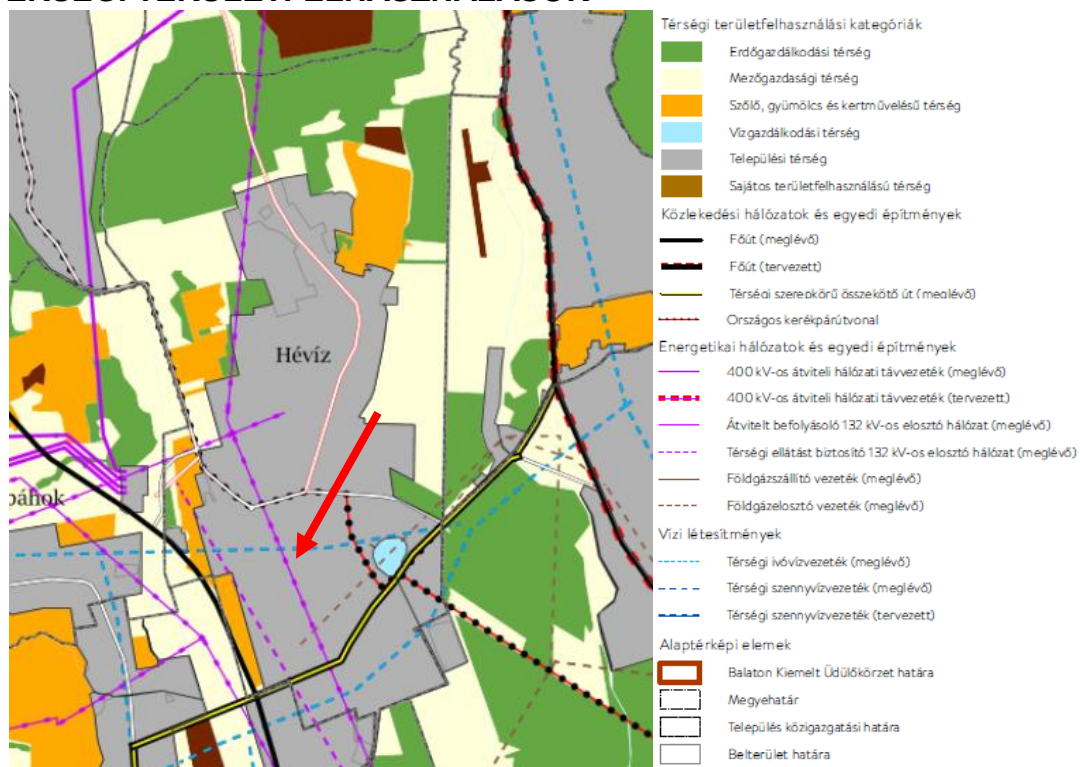 Hévíz
páhok
Térségi területfelhasználási kategóriák
Erdőgazdálkodási térség
Mezőgazdasági térség
Szőlő, gyümölcs és kertművelésű térség
Vízgazdálkodási térség
Települési térség
Sajátos területfelhasználású térség
Közlekedési hálózatok és egyedi építmények
Főút (meglévő)
Főút (tervezett)
Térségi szerepkörű összekötő út (meglévő)
Országos kerékpárútvonal
Energetikai hálózatok és egyedi építmények
400 kV-os átviteli hálózati távvezeték (meglévő)
400 kV-os átviteli hálózati távvezeték (tervezett)
Átvitelt befolyásoló 132 kV-os elosztó hálózat (meglévő)
Térségi ellátást biztosító 132 kV-os elosztó hálózat (meglévő)
Földgázszállító vezeték (meglévő)
Földgázelosztó vezeték (meglévő)
Vízi létesítmények
Térségi ivóvízvezeték (meglévő)
Térségi szennyvízvezeték (meglévő)
Térségi szennyvízvezeték (tervezett)
Alaptérképi elemek
Balaton Kiemelt Üdülőkörzet határa
Megyehatár
Település közigazgatási határa
Belterület határa